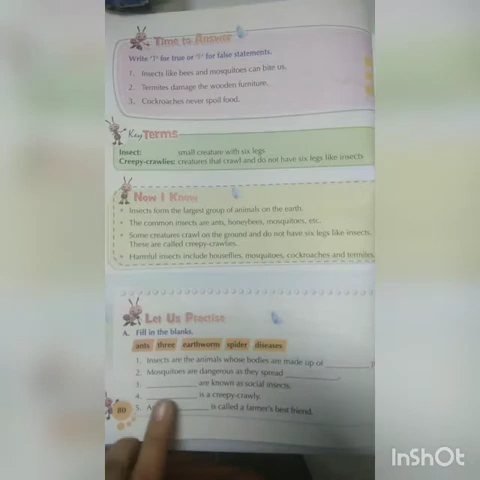 Time to Answer
Write 'T' for true or 'F' for false statements.
1. Insects like bees and mosquitoes can bite us.
2. Termites damage the wooden furniture.
3. Cockroaches never spoil food.
Key Terms
Insect: small creature with six legs
Creepy-crawlies: creatures that crawl and do not have six legs like insects
Now I Know
• Insects form the largest group of animals on the earth.
• The common insects are ants, honeybees, mosquitoes, etc.
• Some creatures crawl on the ground and do not have six legs like insects.
These are called creepy-crawlies.
• Harmful insects include houseflies, mosquitoes, cockroaches and termites
Let Us Practise
A. Fill in the blanks.
ants three earthworm spider diseases
1. Insects are the animals whose bodies are made up of ________
2. Mosquitoes are dangerous as they spread ________.
3. ________ are known as social insects.
4. ________ is a creepy-crawly.
5. ________ is called a farmer's best friend.
80
InShOt